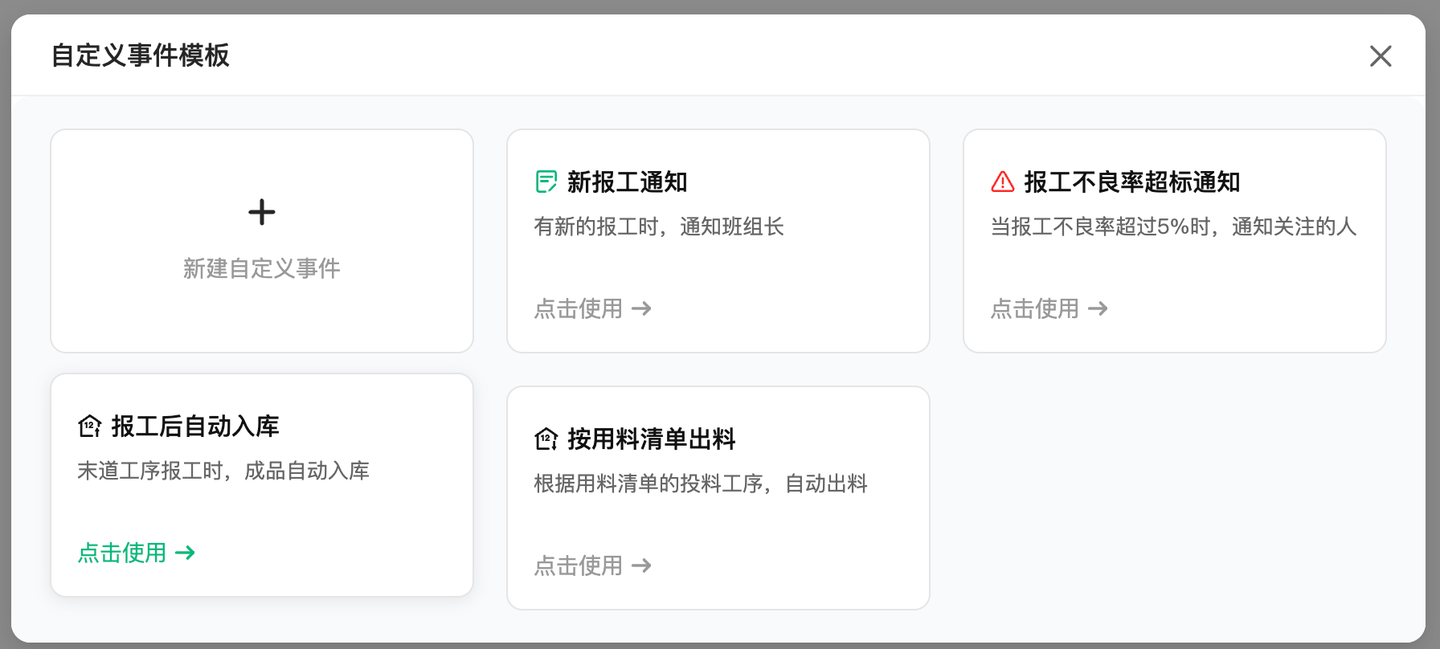 自定义事件模板
新建自定义事件
新报工通知
有新的报工时，通知班组长
点击使用 →
报工不良率超标通知
当报工不良率超过5%时，通知关注的人
点击使用 →
12 报工后自动入库
末道工序报工时，成品自动入库
点击使用 →
12 按用料清单出料
根据用料清单的投料工序，自动出料
点击使用 →